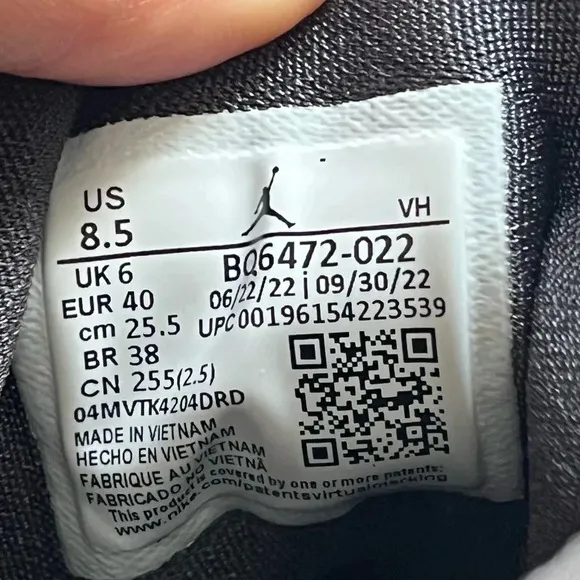 US
8.5
VH
UK 6
BQ6472-022
EUR 40
06/22/22 | 09/30/22
cm 25.5
UPC 00196154223539
BR 38
CN 255(2.5)
04MVTK4204DRD
MADE IN VIETNAM
HECHO EN VIETNAM
FABRIQUE AU VIETNAM
FABRICADO NO VIETNÃ
This product is covered by one or more patents:
www.nike.com/patentsvirtualmarking